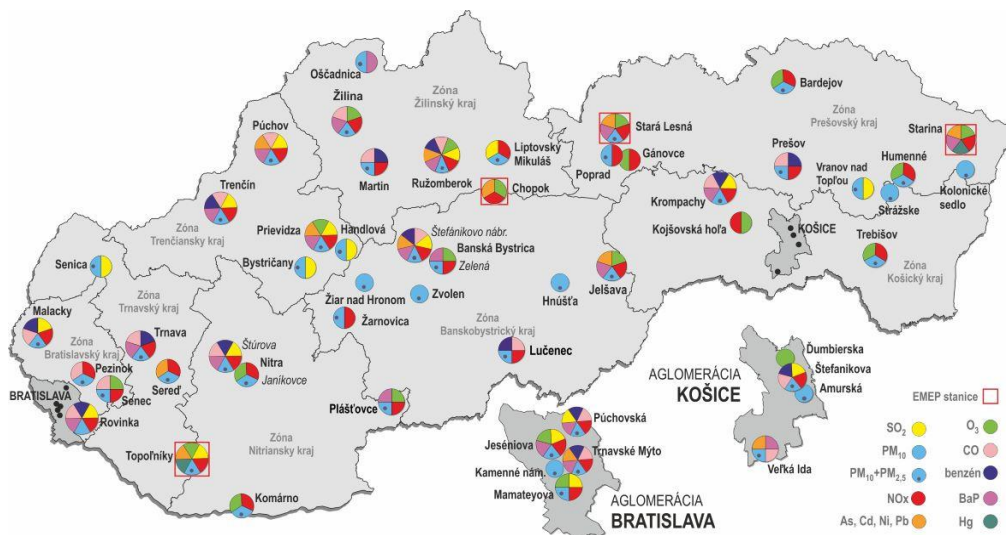 Oščadnica
Žilina
Zóna
Žilinský kraj
Púchov
Martin
Ružomberok
Liptovský
Mikuláš
Chopok
Stará Lesná
Poprad
Gánovce
Bardejov
Zóna
Prešovský kraj
Starina
Prešov
Vranov nad
Topľou
Humenné
Strážske
Kolonické
sedlo
Trenčín
Zóna
Trenčiansky kraj
Prievidza
Handlová
Bystričany
Štefánikovo nábr.
Banská Bystrica
Zelená
Krompachy
Kojšovská hoľa
KOŠICE
Trebišov
Zóna
Košický kraj
Senica
Zóna
Trnavský kraj
Žiar nad Hronom
Žarnovica
Zvolen
Hnúšťa
Jelšava
Zóna
Banskobystrický kraj
Malacky
Zóna
Bratislavský kraj
Trnava
Štúrova
Nitra
Janíkovce
Lučenec
Pezinok
Senec
Sereď
BRATISLAVA
Rovinka
Plášťovce
Zóna
Nitriansky kraj
Topoľníky
Komárno
Púchovská
Jeséniova
Trnavské Mýto
Kamenné nám.
Mamateyova
AGLOMERÁCIA
BRATISLAVA
AGLOMERÁCIA
KOŠICE
Ďumbierska
Štefanikova
Amurská
Veľká Ida
EMEP stanice
SO2
O3
PM10
CO
PM10+PM2,5
benzén
NOx
BaP
As, Cd, Ni, Pb
Hg